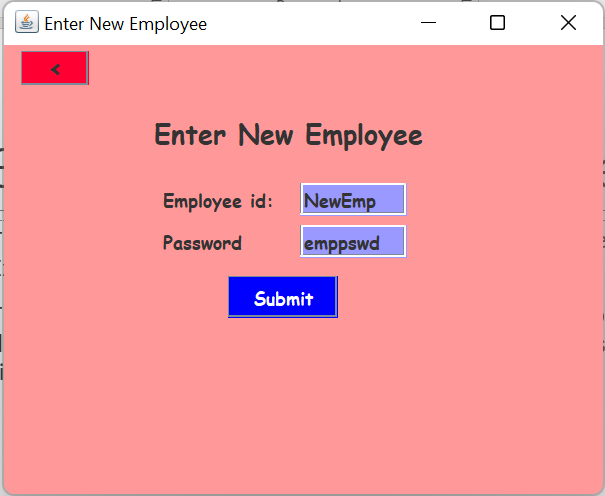 Enter New Employee
<
Enter New Employee
Employee id: NewEmp
Password emppswd
Submit